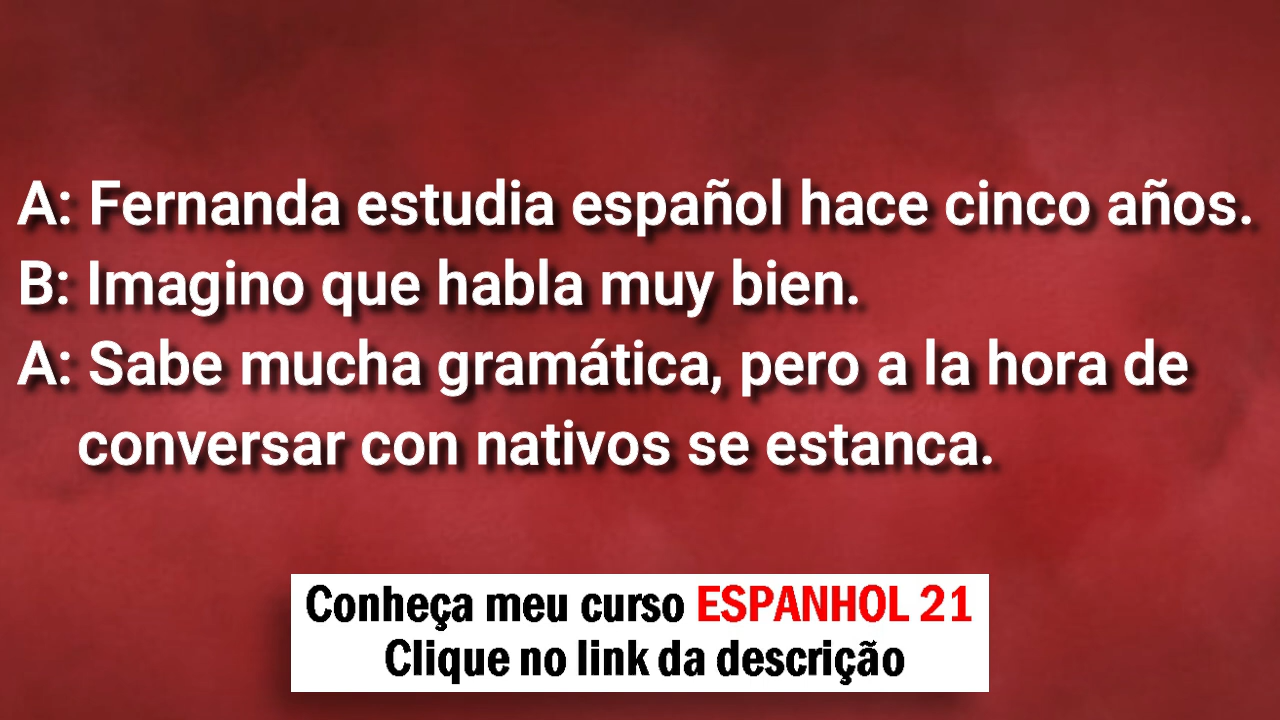 A: Fernanda estudia español hace cinco años.
B: Imagino que habla muy bien.
A: Sabe mucha gramática, pero a la hora de
conversar con nativos se estanca.
Conheça meu curso ESPANHOL 21
Clique no link da descrição